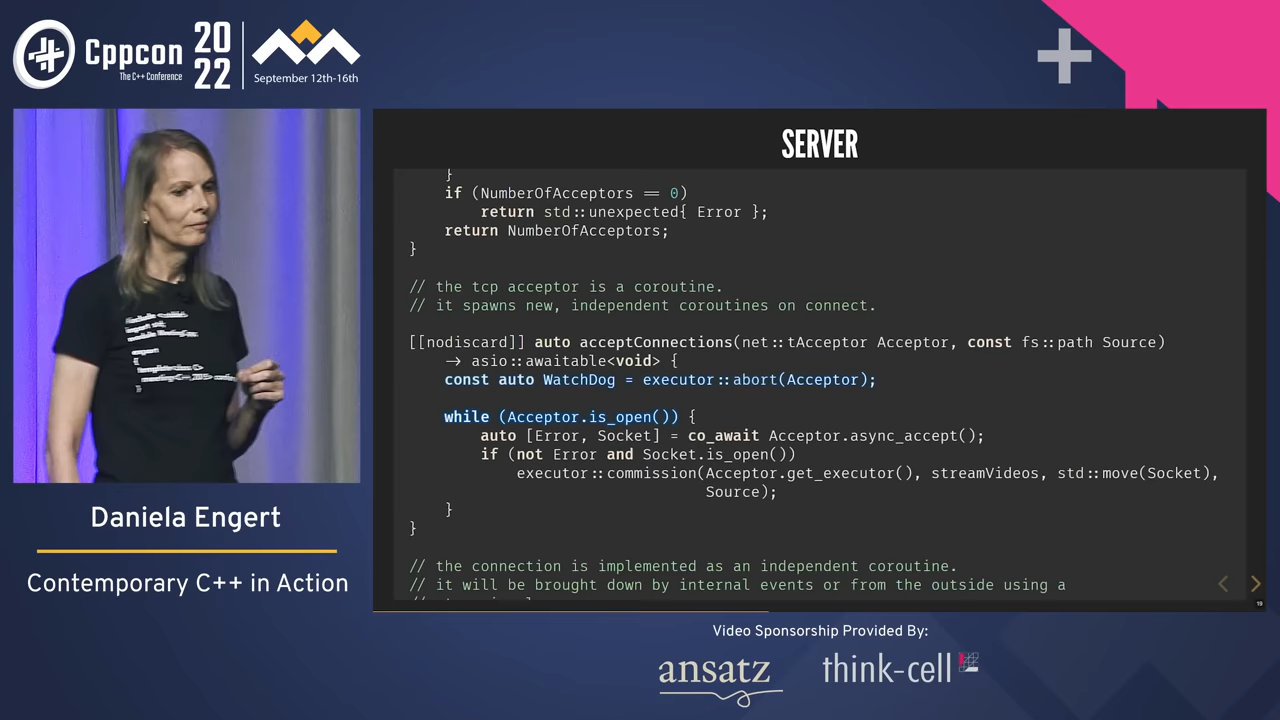 Cppcon
The C++ Conference
20
22
September 12th-16th
SERVER
}
if (NumberOfAcceptors == 0)
return std::unexpected{ Error };
return NumberOfAcceptors;
}
// the tcp acceptor is a coroutine.
// it spawns new, independent coroutines on connect.
[[nodiscard]] auto acceptConnections(net::tAcceptor Acceptor, const fs::path Source)
-> asio::awaitable<void> {
const auto WatchDog = executor::abort(Acceptor);
while (Acceptor.is_open()) {
auto [Error, Socket] = co_await Acceptor.async_accept();
if (not Error and Socket.is_open())
executor::commission(Acceptor.get_executor(), streamVideos, std::move(Socket),
Source);
}
}
// the connection is implemented as an independent coroutine.
// it will be brought down by internal events or from the outside using a
19
Daniela Engert
Contemporary C++ in Action
Video Sponsorship Provided By:
ansatz
think-cell